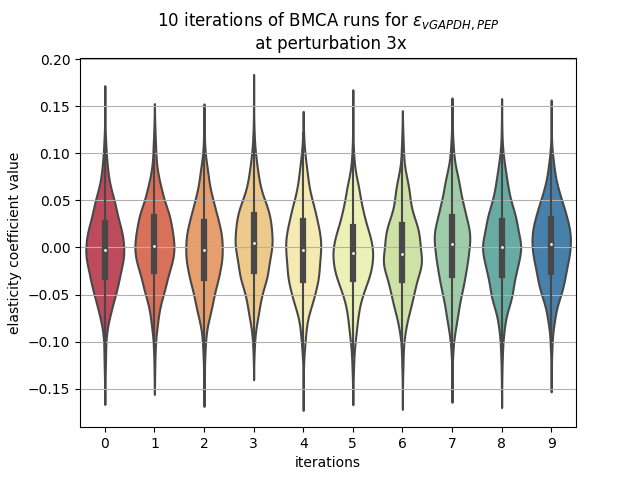 10 iterations of BMCA runs for ε_{vGAPDH,PEP}
at perturbation 3x
elasticity coefficient value
0.20
0.15
0.10
0.05
0.00
−0.05
−0.10
−0.15
0 1 2 3 4 5 6 7 8 9
iterations